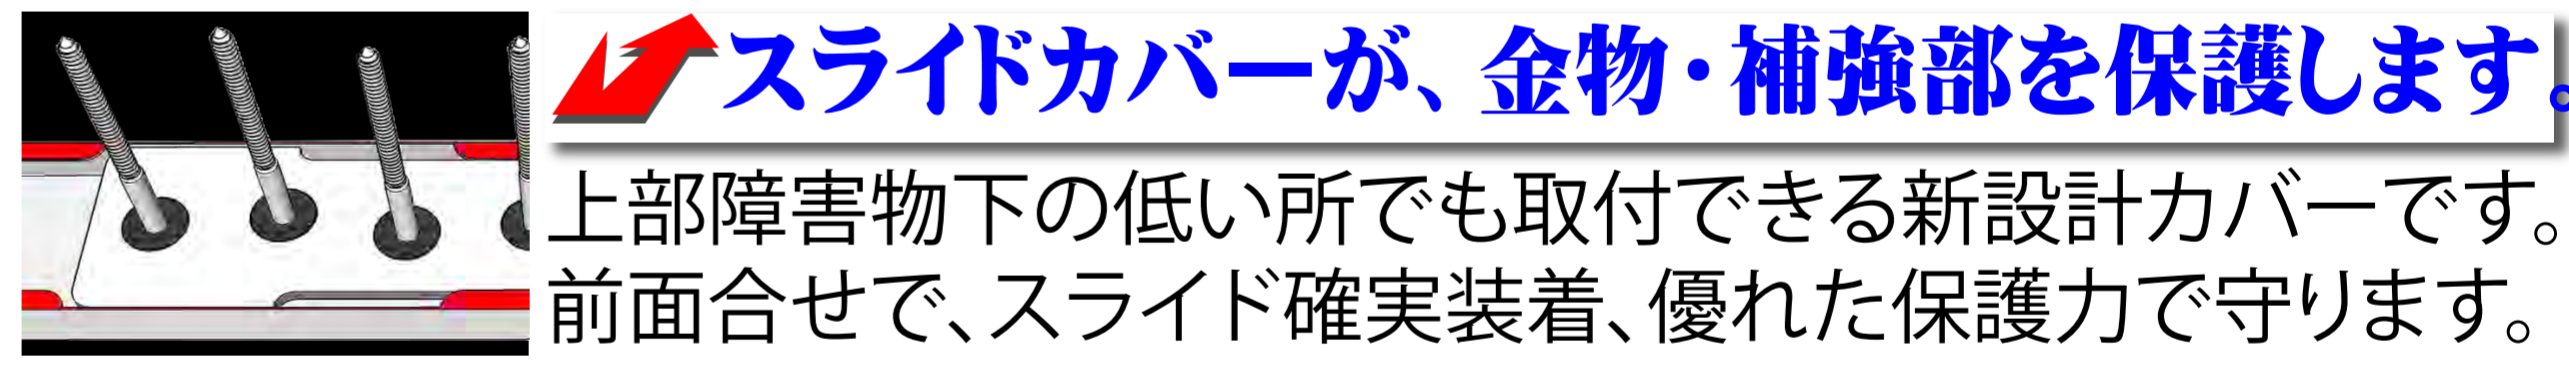 スライドカバーが、金物・補強部を保護します。
上部障害物下の低い所でも取付できる新設計カバーです。
前面合せで、スライド確実装着、優れた保護力で守ります。